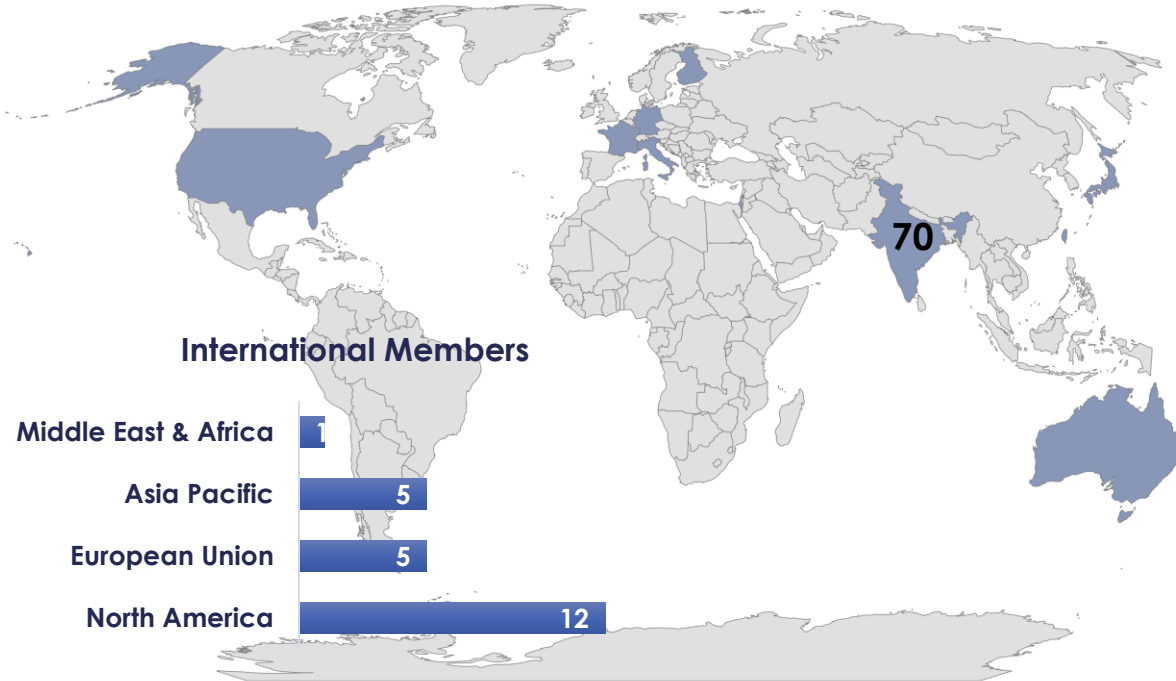 70
International Members
Middle East & Africa 1
Asia Pacific 5
European Union 5
North America 12